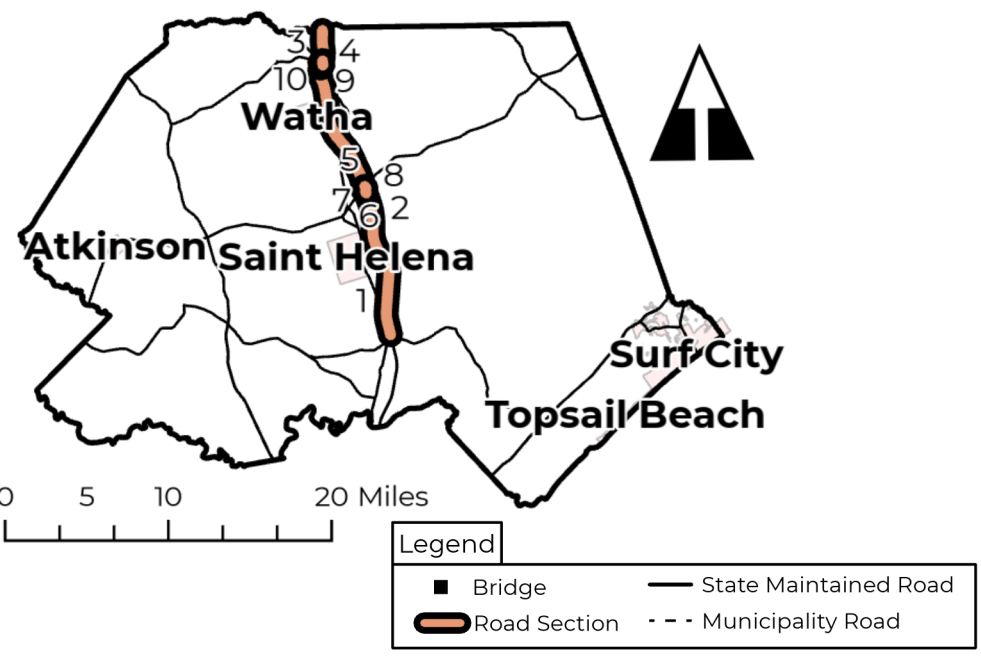 3
4
10
9
Watha
5
8
7
6
2
Atkinson
Saint Helena
1
Surf City
Topsail Beach
0 5 10 20 Miles
Legend
Bridge
State Maintained Road
Road Section
Municipality Road